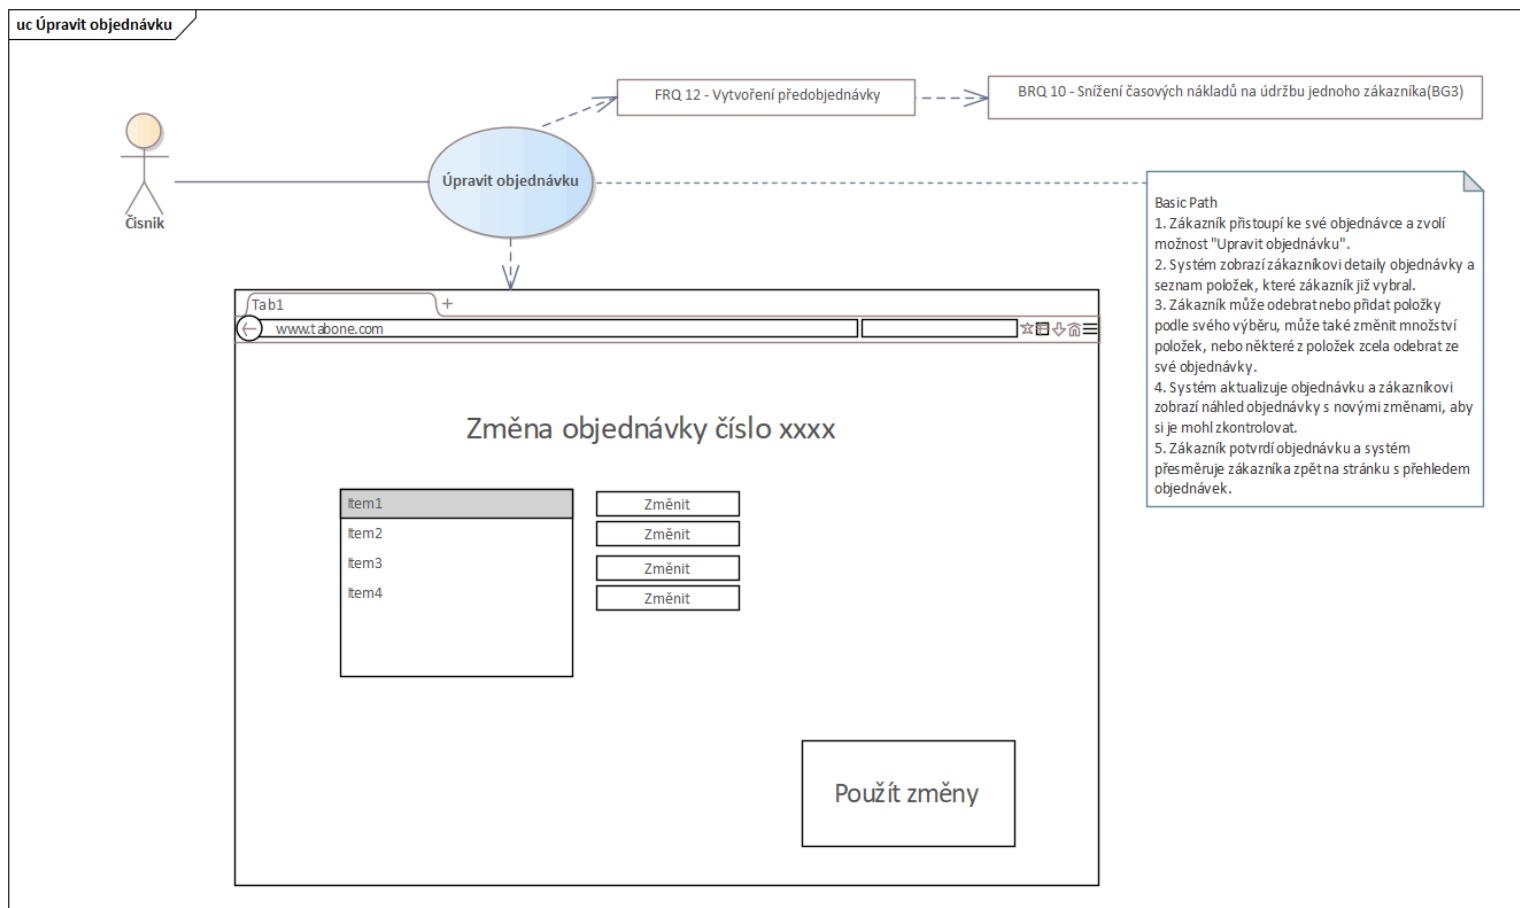 uc Úpravit objednávku
FRQ 12 - Vytvoření předobjednávky
BRQ 10 - Snížení časových nákladů na údržbu jednoho zákazníka(BG3)
Úpravit objednávku
Čisnik
Basic Path
1. Zákazník přistoupí ke své objednávce a zvolí
možnost "Upravit objednávku".
2. Systém zobrazí zákazníkovi detaily objednávky a
seznam položek, které zákazník již vybral.
3. Zákazník může odebrat nebo přidat položky
podle svého výběru, může také změnit množství
položek, nebo některé z položek zcela odebrat ze
své objednávky.
4. Systém aktualizuje objednávku a zákazníkovi
zobrazí náhled objednávky s novými změnami, aby
si je mohl zkontrolovat.
5. Zákazník potvrdí objednávku a systém
přesměruje zákazníka zpět na stránku s přehledem
objednávek.
Tab1
www.tabone.com
Změna objednávky číslo xxxx
Item1
Změnit
Item2
Změnit
Item3
Změnit
Item4
Změnit
Použít změny